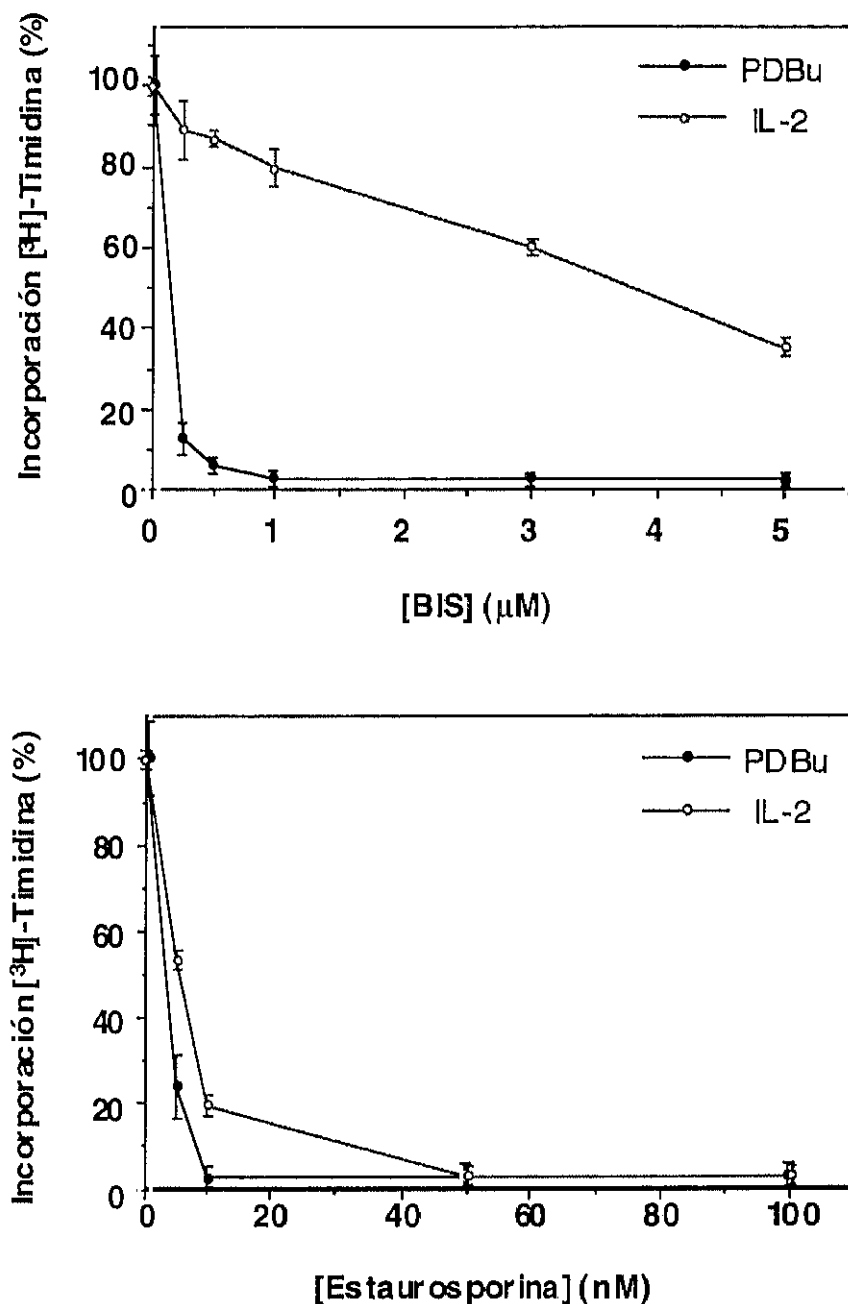 Incorporación [³H]-Timidina (%)
100
80
60
40
20
0
PDBu
IL-2
0 1 2 3 4 5
[BIS] (μM)
Incorporación [³H]-Timidina (%)
100
80
60
40
20
0
PDBu
IL-2
0 20 40 60 80 100
[Estaurosporina] (nM)